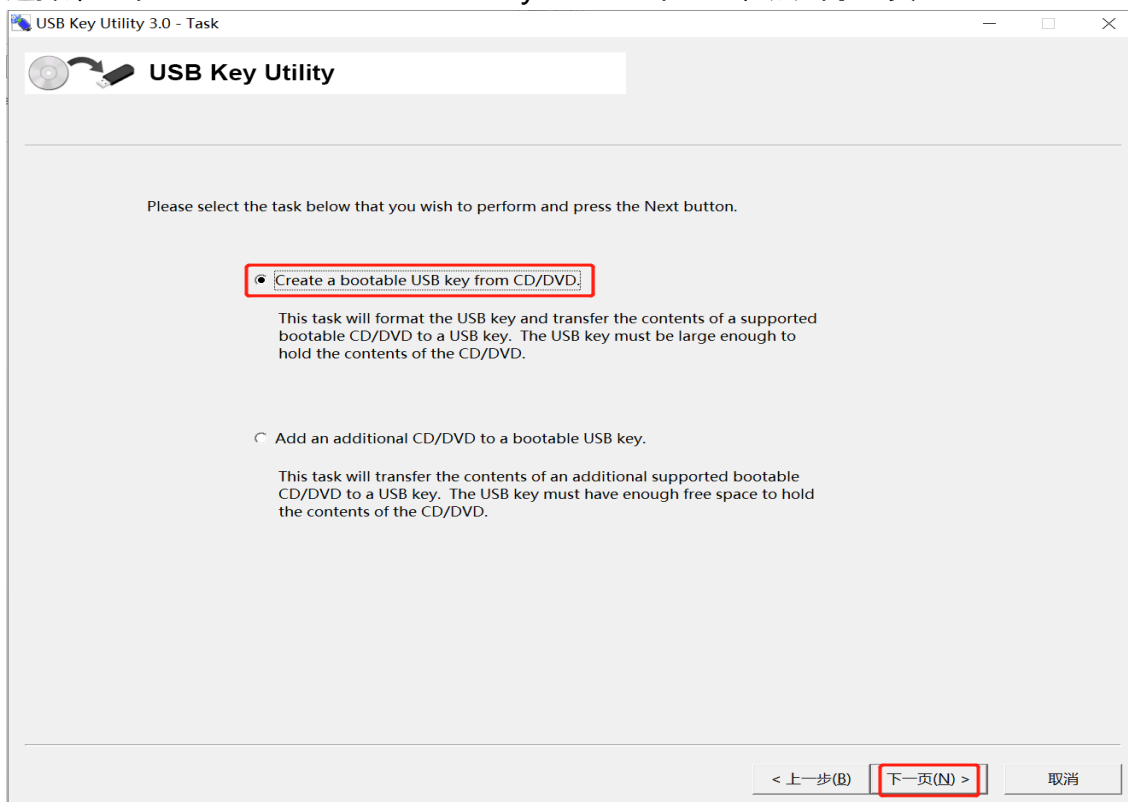 USB Key Utility 3.0 - Task
USB Key Utility
Please select the task below that you wish to perform and press the Next button.
Create a bootable USB key from CD/DVD.
This task will format the USB key and transfer the contents of a supported
bootable CD/DVD to a USB key. The USB key must be large enough to
hold the contents of the CD/DVD.
Add an additional CD/DVD to a bootable USB key.
This task will transfer the contents of an additional supported bootable
CD/DVD to a USB key. The USB key must have enough free space to hold
the contents of the CD/DVD.
< 上一步(B) 下一页(N) > 取消